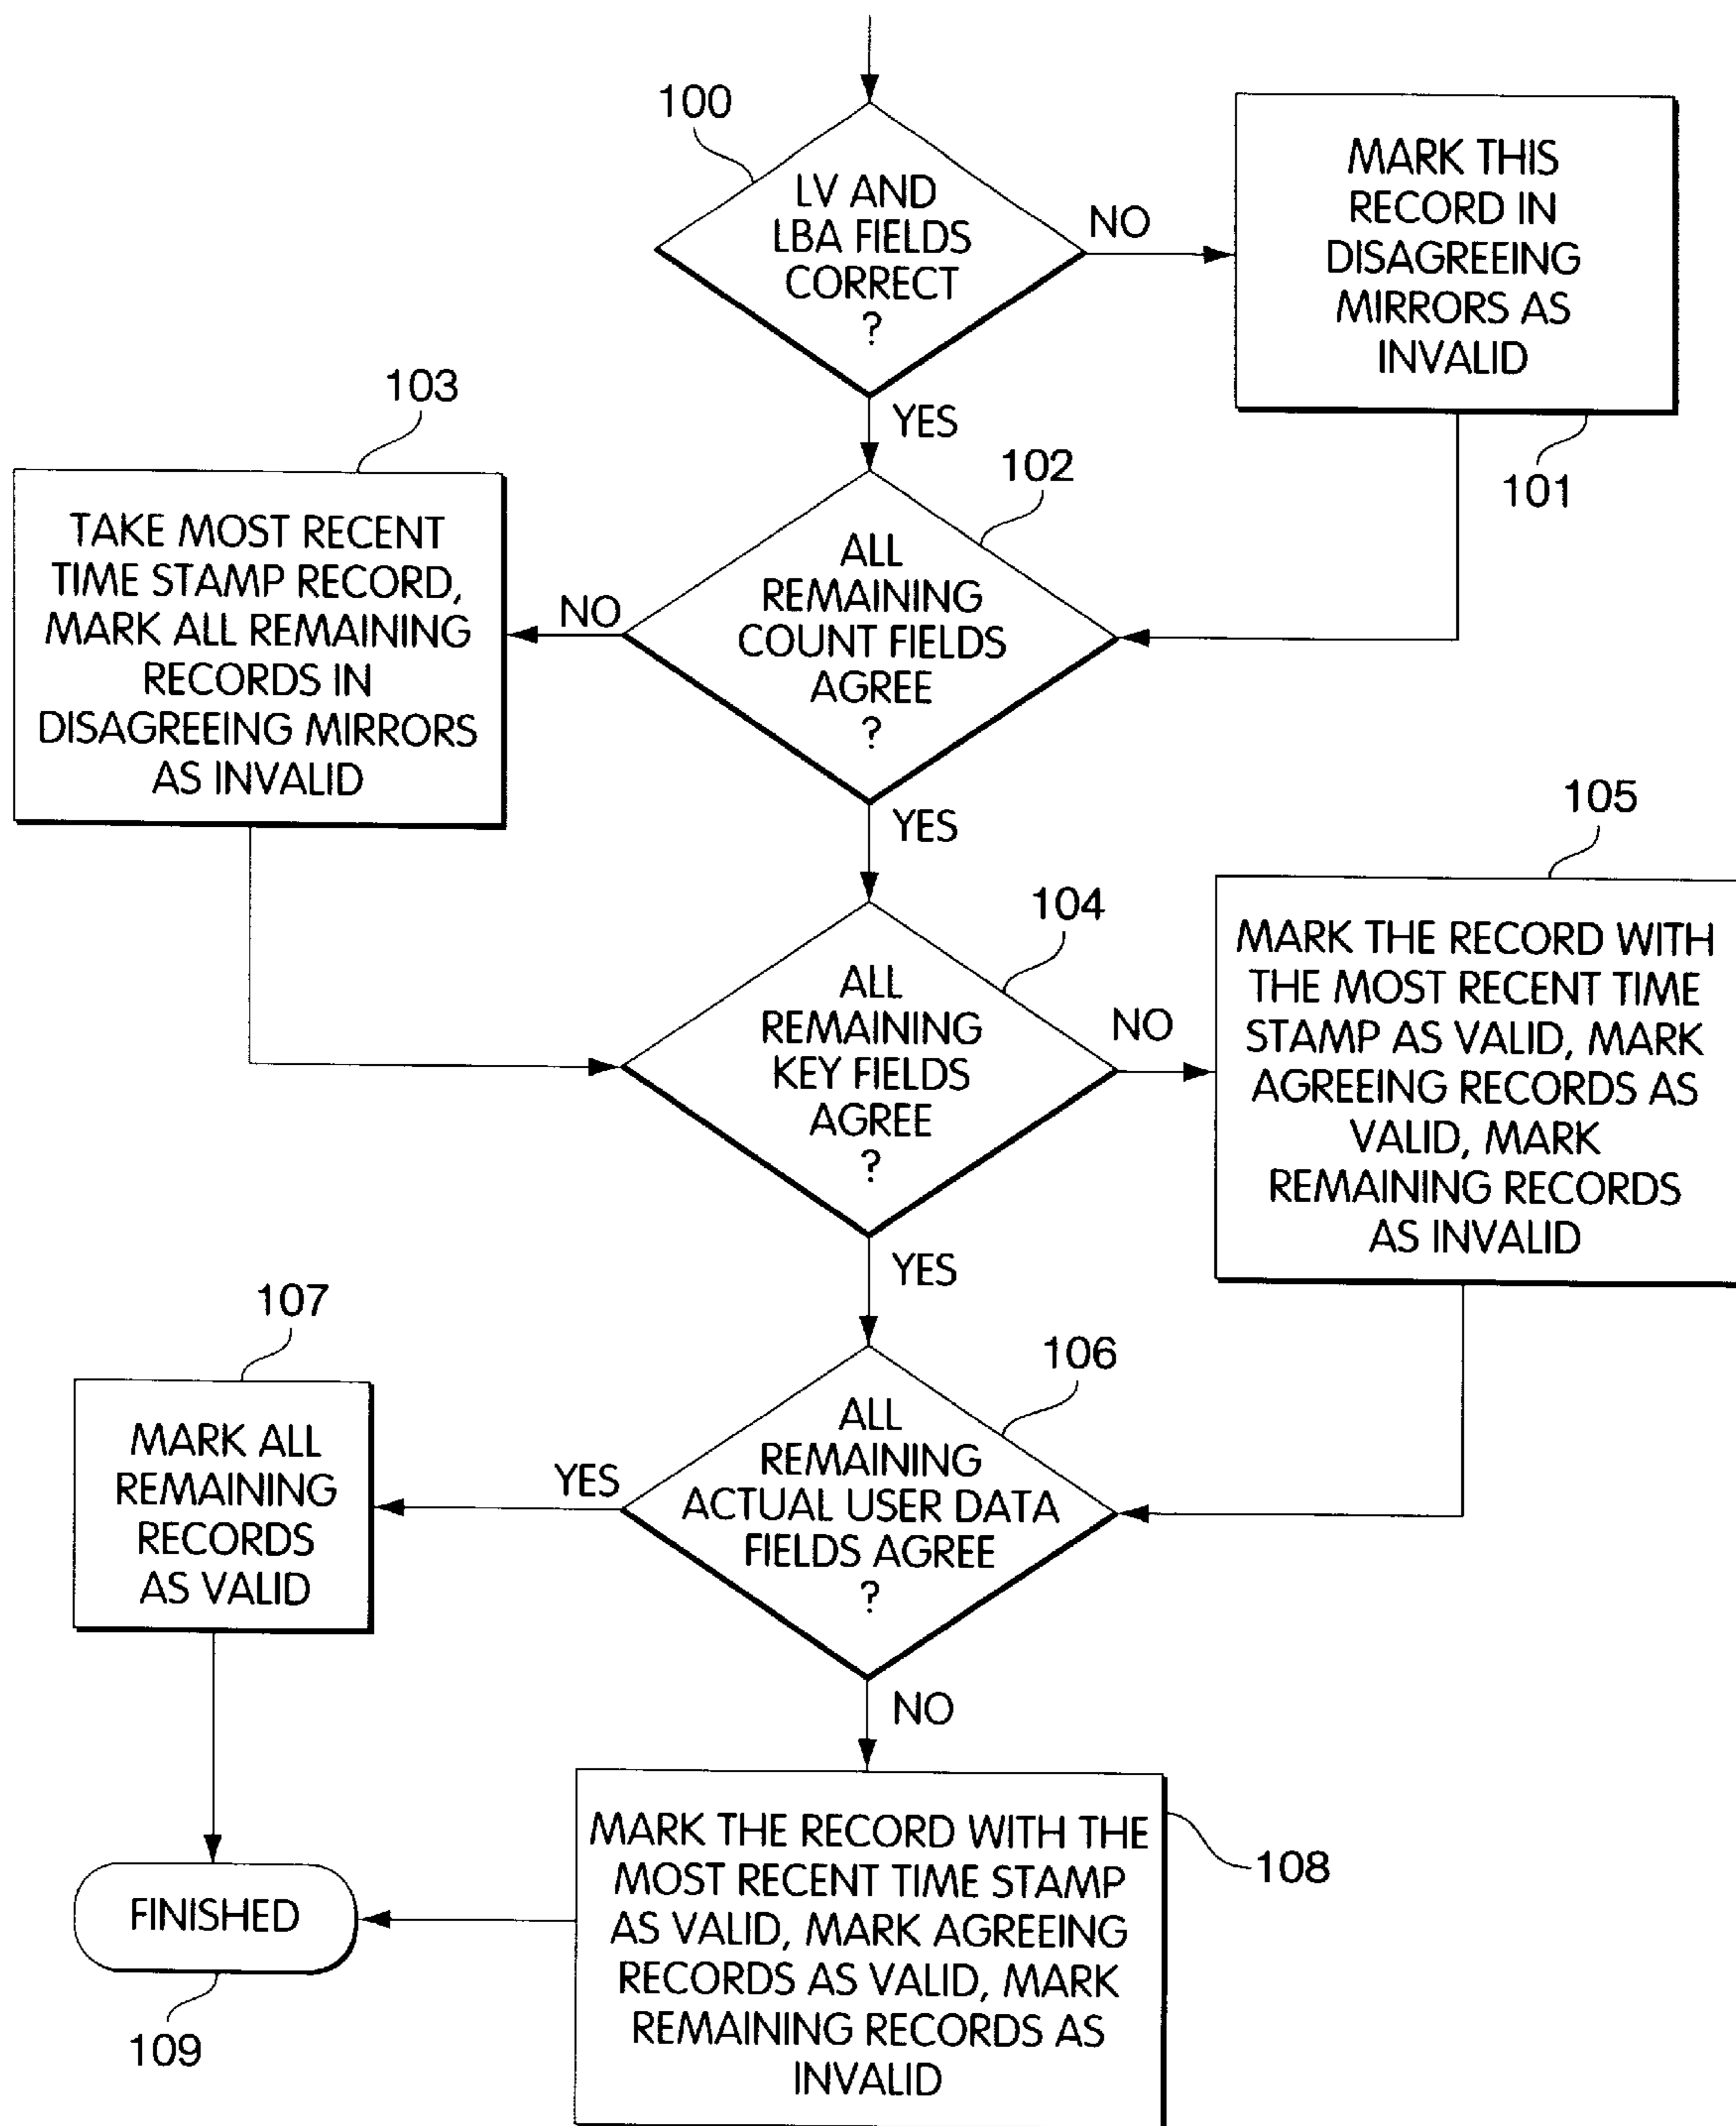 100
LV AND
LBA FIELDS
CORRECT
?
NO
MARK THIS
RECORD IN
DISAGREEING
MIRRORS AS
INVALID
101
YES
103
TAKE MOST RECENT
TIME STAMP RECORD,
MARK ALL REMAINING
RECORDS IN
DISAGREEING MIRRORS
AS INVALID
102
ALL
REMAINING
COUNT FIELDS
AGREE
?
NO
YES
104
ALL
REMAINING
KEY FIELDS
AGREE
?
NO
105
MARK THE RECORD WITH
THE MOST RECENT TIME
STAMP AS VALID, MARK
AGREEING RECORDS AS
VALID, MARK
REMAINING RECORDS
AS INVALID
YES
107
MARK ALL
REMAINING
RECORDS
AS VALID
106
ALL
REMAINING
ACTUAL USER DATA
FIELDS AGREE
?
YES
NO
FINISHED
109
MARK THE RECORD WITH THE
MOST RECENT TIME STAMP
AS VALID, MARK AGREEING
RECORDS AS VALID, MARK
REMAINING RECORDS AS
INVALID
108